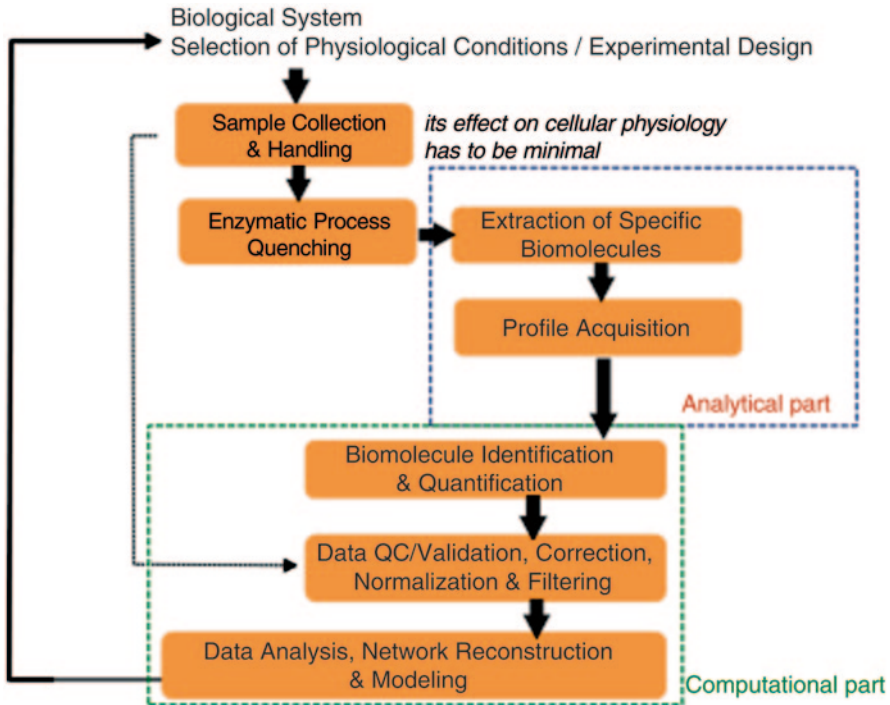 Biological System
Selection of Physiological Conditions / Experimental Design
Sample Collection
& Handling
its effect on cellular physiology
has to be minimal
Enzymatic Process
Quenching
Extraction of Specific
Biomolecules
Profile Acquisition
Analytical part
Biomolecule Identification
& Quantification
Data QC/Validation, Correction,
Normalization & Filtering
Data Analysis, Network Reconstruction
& Modeling
Computational part